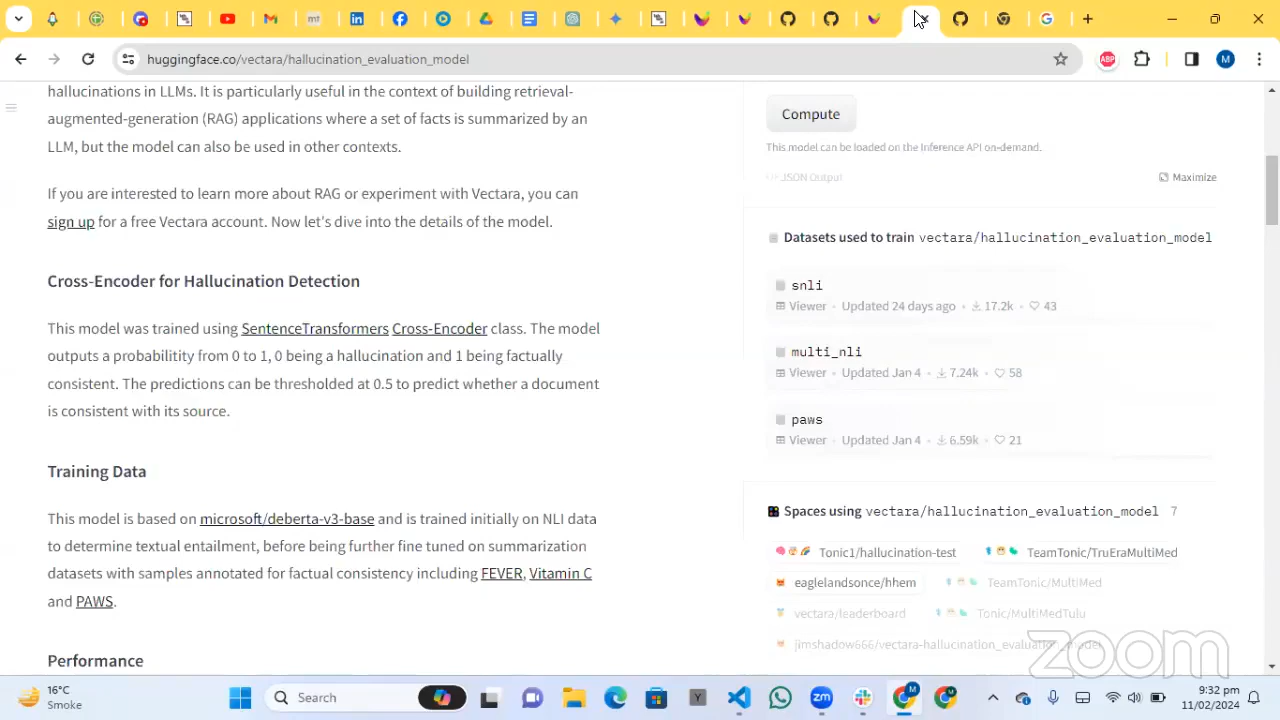 huggingface.co/vectara/hallucination_evaluation_model
ABP
M
hallucinations in LLMs. It is particularly useful in the context of building retrieval-
augmented-generation (RAG) applications where a set of facts is summarized by an
LLM, but the model can also be used in other contexts.
If you are interested to learn more about RAG or experiment with Vectara, you can
sign up for a free Vectara account. Now let's dive into the details of the model.
Cross-Encoder for Hallucination Detection
This model was trained using SentenceTransformers Cross-Encoder class. The model
outputs a probabilitity from 0 to 1, 0 being a hallucination and 1 being factually
consistent. The predictions can be thresholded at 0.5 to predict whether a document
is consistent with its source.
Training Data
This model is based on microsoft/deberta-v3-base and is trained initially on NLI data
to determine textual entailment, before being further fine tuned on summarization
datasets with samples annotated for factual consistency including FEVER, Vitamin C
and PAWS.
Performance
Compute
This model can be loaded on the Inference API on-demand.
JSON Output
Maximize
Datasets used to train vectara/hallucination_evaluation_model
snli
Viewer • Updated 24 days ago • 17.2k • 43
multi_nli
Viewer • Updated Jan 4 • 7.24k • 58
paws
Viewer • Updated Jan 4 • 6.59k • 21
Spaces using vectara/hallucination_evaluation_model 7
Tonic1/hallucination-test
TeamTonic/TruEraMultiMed
eaglelandsonce/hhem
TeamTonic/MultiMed
vectara/leaderboard
Tonic/MultiMedTulu
jimshadow666/vectara-hallucination_evaluation_model
zoom
16°C
Smoke
Search
9:32 pm
11/02/2024